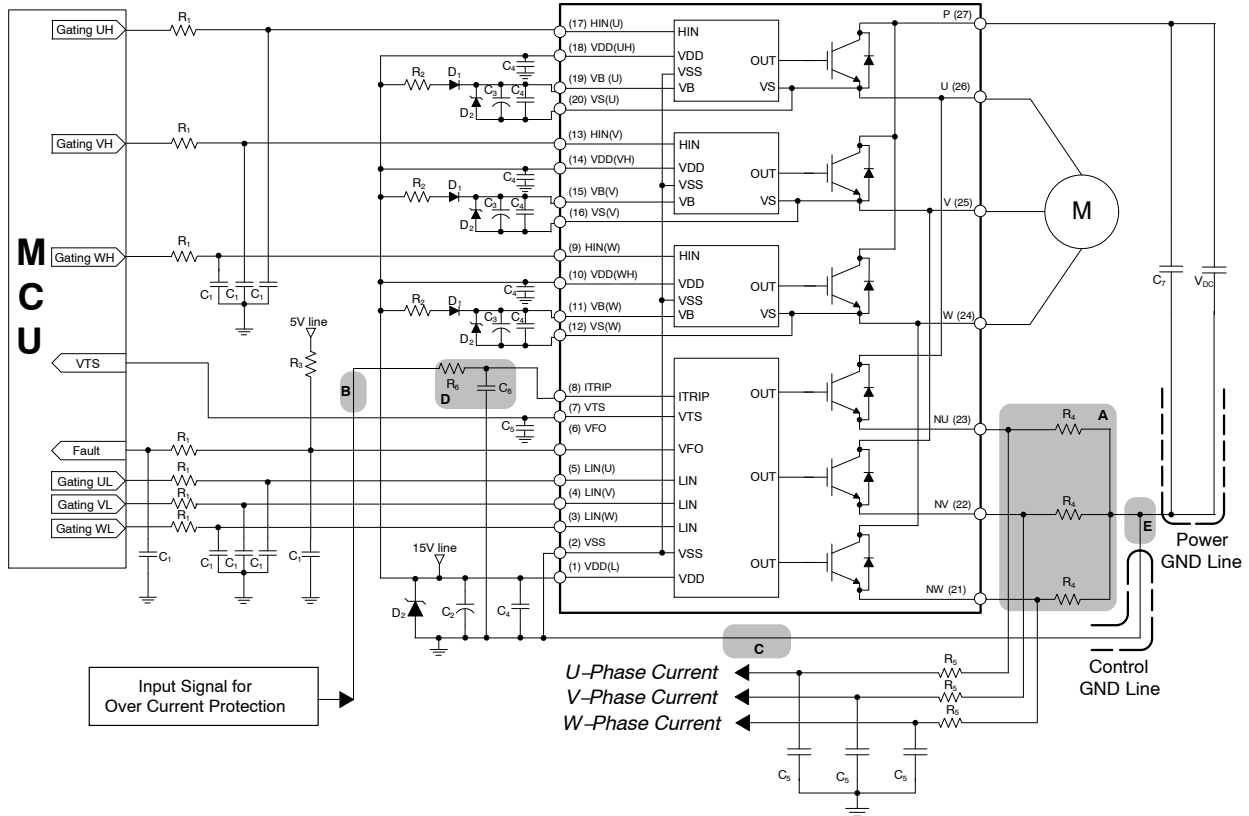 MCU
Gating UH
R1
(17) HIN(U)
HIN
P (27)
(18) VDD(UH)
VDD
C4
VSS
OUT
R2
D1
C3
C4
(19) VB (U)
VB
VS
D2
(20) VS(U)
U (26)
Gating VH
R1
(13) HIN(V)
HIN
(14) VDD(VH)
VDD
C4
VSS
OUT
R2
D1
C3
C4
(15) VB(V)
VB
VS
D2
(16) VS(V)
V (25)
M
Gating WH
R1
(9) HIN(W)
HIN
(10) VDD(WH)
VDD
C4
VSS
OUT
C1
C1
C1
R2
D1
C3
C4
(11) VB(W)
VB
VS
D2
(12) VS(W)
W (24)
C7
VDC
5V line
R3
VTS
B
R6
C6
D
(8) ITRIP
ITRIP
OUT
(7) VTS
VTS
C5
(6) VFO
VFO
NU (23)
R4
A
Fault
R1
Gating UL
R1
(5) LIN(U)
LIN
OUT
Gating VL
R1
(4) LIN(V)
LIN
NV (22)
R4
E
Gating WL
(3) LIN(W)
LIN
Power
GND Line
C1
C1
C1
C1
C1
15V line
(2) VSS
VSS
OUT
(1) VDD(L)
VDD
NW (21)
R4
D2
C2
C4
C
Control
GND Line
Input Signal for
Over Current Protection
U–Phase Current
R5
V–Phase Current
R5
W–Phase Current
R5
C5
C5
C5